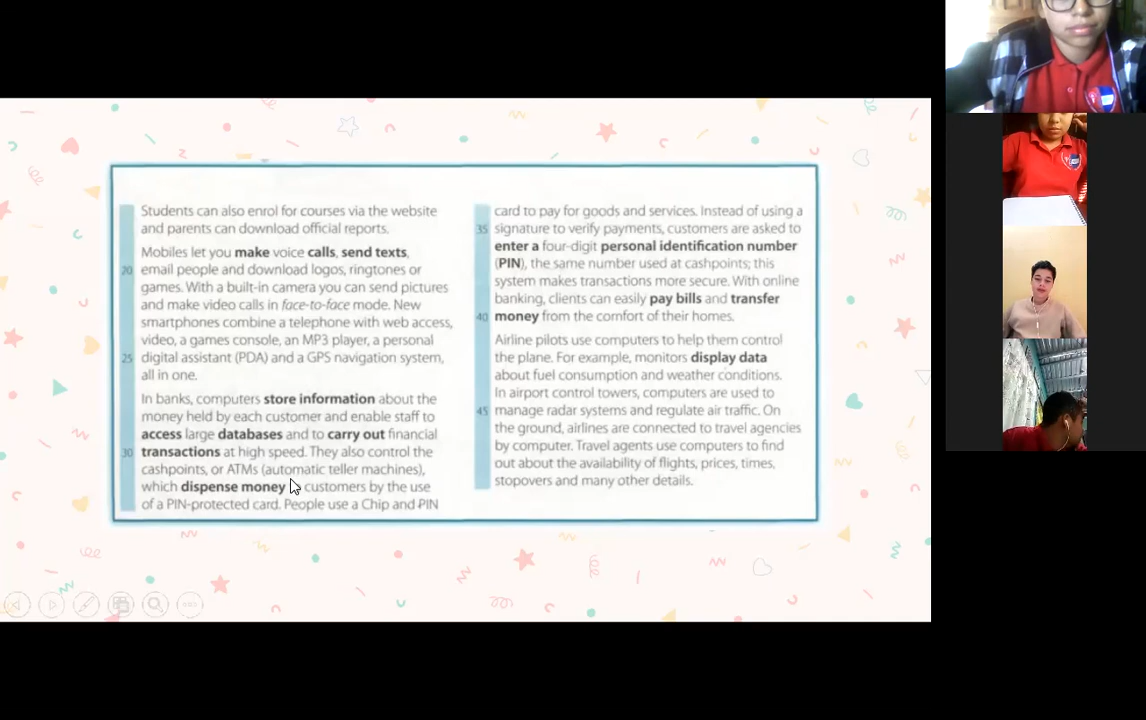 Students can also enrol for courses via the website
and parents can download official reports.
Mobiles let you make voice calls, send texts,
20 email people and download logos, ringtones or
games. With a built-in camera you can send pictures
and make video calls in face-to-face mode. New
smartphones combine a telephone with web access,
video, a games console, an MP3 player, a personal
25 digital assistant (PDA) and a GPS navigation system,
all in one.
In banks, computers store information about the
money held by each customer and enable staff to
access large databases and to carry out financial
30 transactions at high speed. They also control the
cashpoints, or ATMs (automatic teller machines),
which dispense money customers by the use
of a PIN-protected card. People use a Chip and PIN
card to pay for goods and services. Instead of using a
35 signature to verify payments, customers are asked to
enter a four-digit personal identification number
(PIN), the same number used at cashpoints; this
system makes transactions more secure. With online
banking, clients can easily pay bills and transfer
40 money from the comfort of their homes.
Airline pilots use computers to help them control
the plane. For example, monitors display data
about fuel consumption and weather conditions.
In airport control towers, computers are used to
45 manage radar systems and regulate air traffic. On
the ground, airlines are connected to travel agencies
by computer. Travel agents use computers to find
out about the availability of flights, prices, times,
stopovers and many other details.